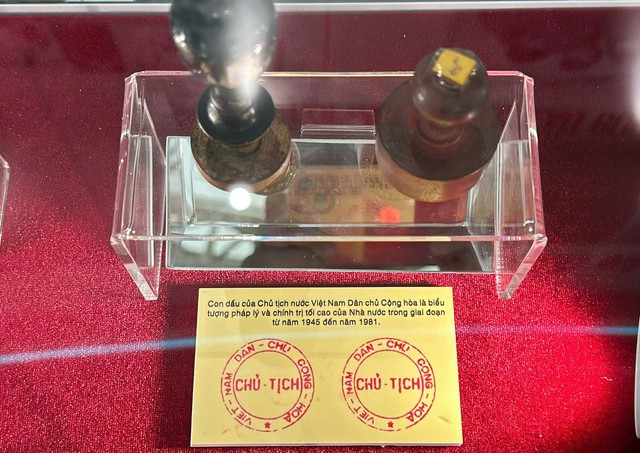 Con dấu của Chủ tịch nước Việt Nam Dân chủ Cộng hòa là biểu
tượng pháp lý và chính trị tối cao của Nhà nước trong giai đoạn
từ năm 1945 đến năm 1981.
VIỆT-NAM DÂN-CHỦ CỘNG-HOÀ
CHỦ-TỊCH
VIỆT-NAM DÂN-CHỦ CỘNG-HOÀ
CHỦ-TỊCH